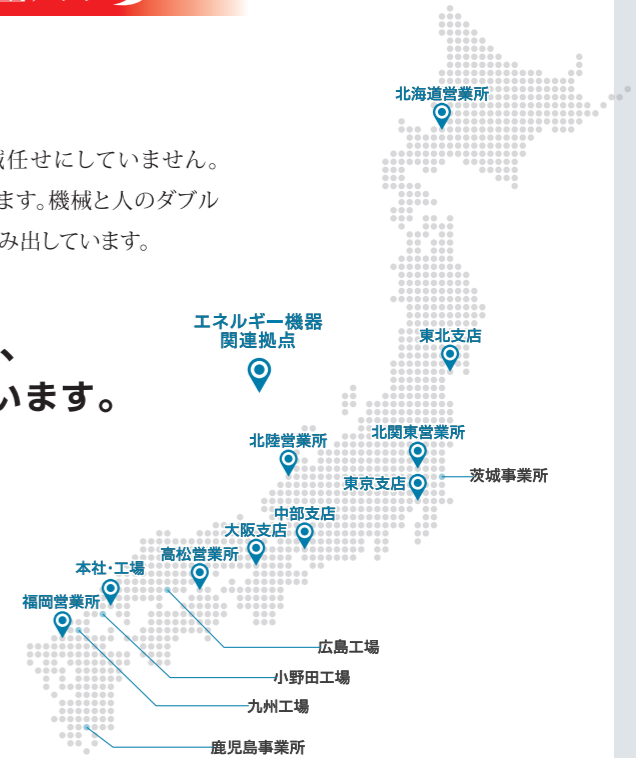 械任せにしていません。
ます。機械と人のダブル
み出しています。
、
います。
エネルギー機器
関連拠点
北海道営業所
東北支店
北関東営業所
北陸営業所
東京支店
茨城事業所
中部支店
大阪支店
高松営業所
本社・工場
福岡営業所
広島工場
小野田工場
九州工場
鹿児島事業所